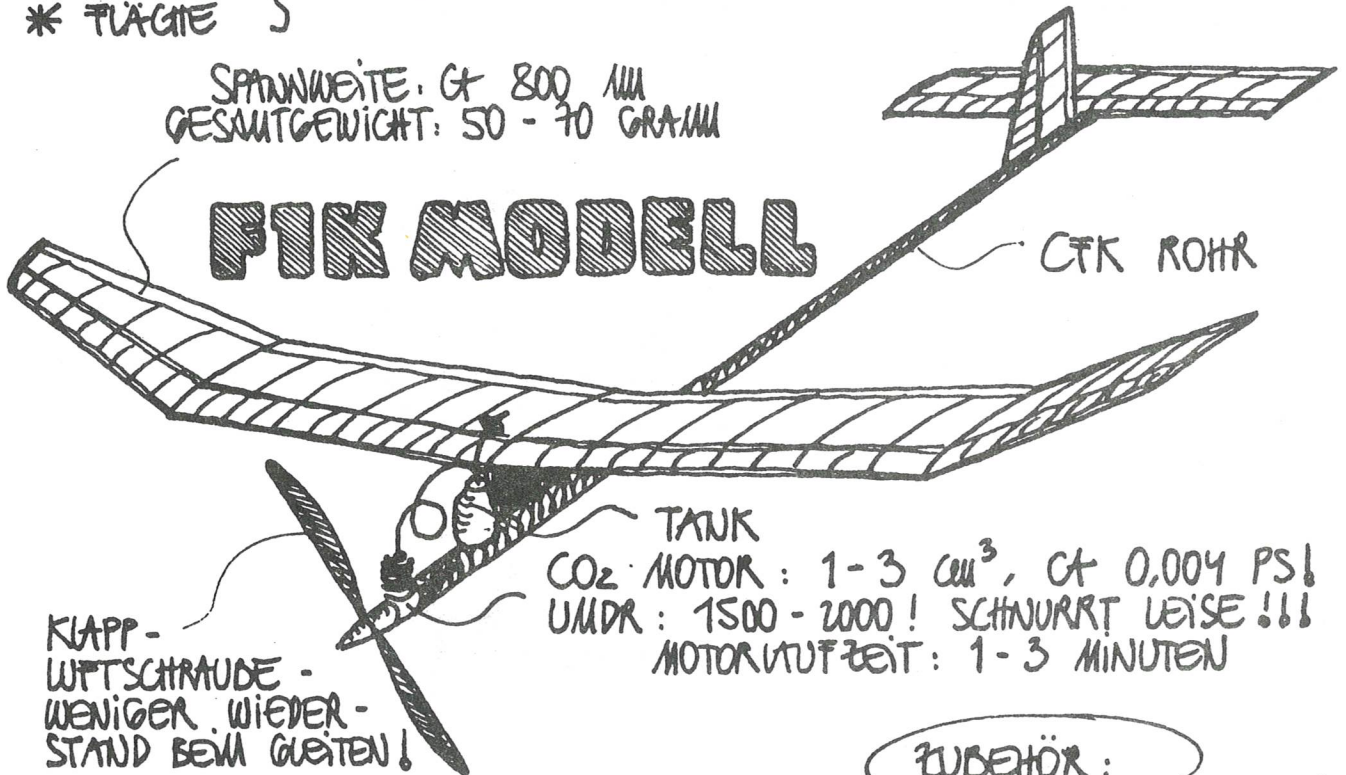 * FLÄCHE
SPANNWEITE: CA 800 MM
GESAMTGEWICHT: 50 - 70 GRAMM
F1K MODELL
CFK ROHR
TANK
CO2 MOTOR: 1 - 3 cm³, CA 0,004 PS!
UMDR: 1500 - 2000! SCHNURRT LEISE!!!
MOTORLAUFZEIT: 1 - 3 MINUTEN
KLAPP-
LUFTSCHRAUBE -
WENIGER WIEDER-
STAND BEIM GLEITEN!
ZUBEHÖR: